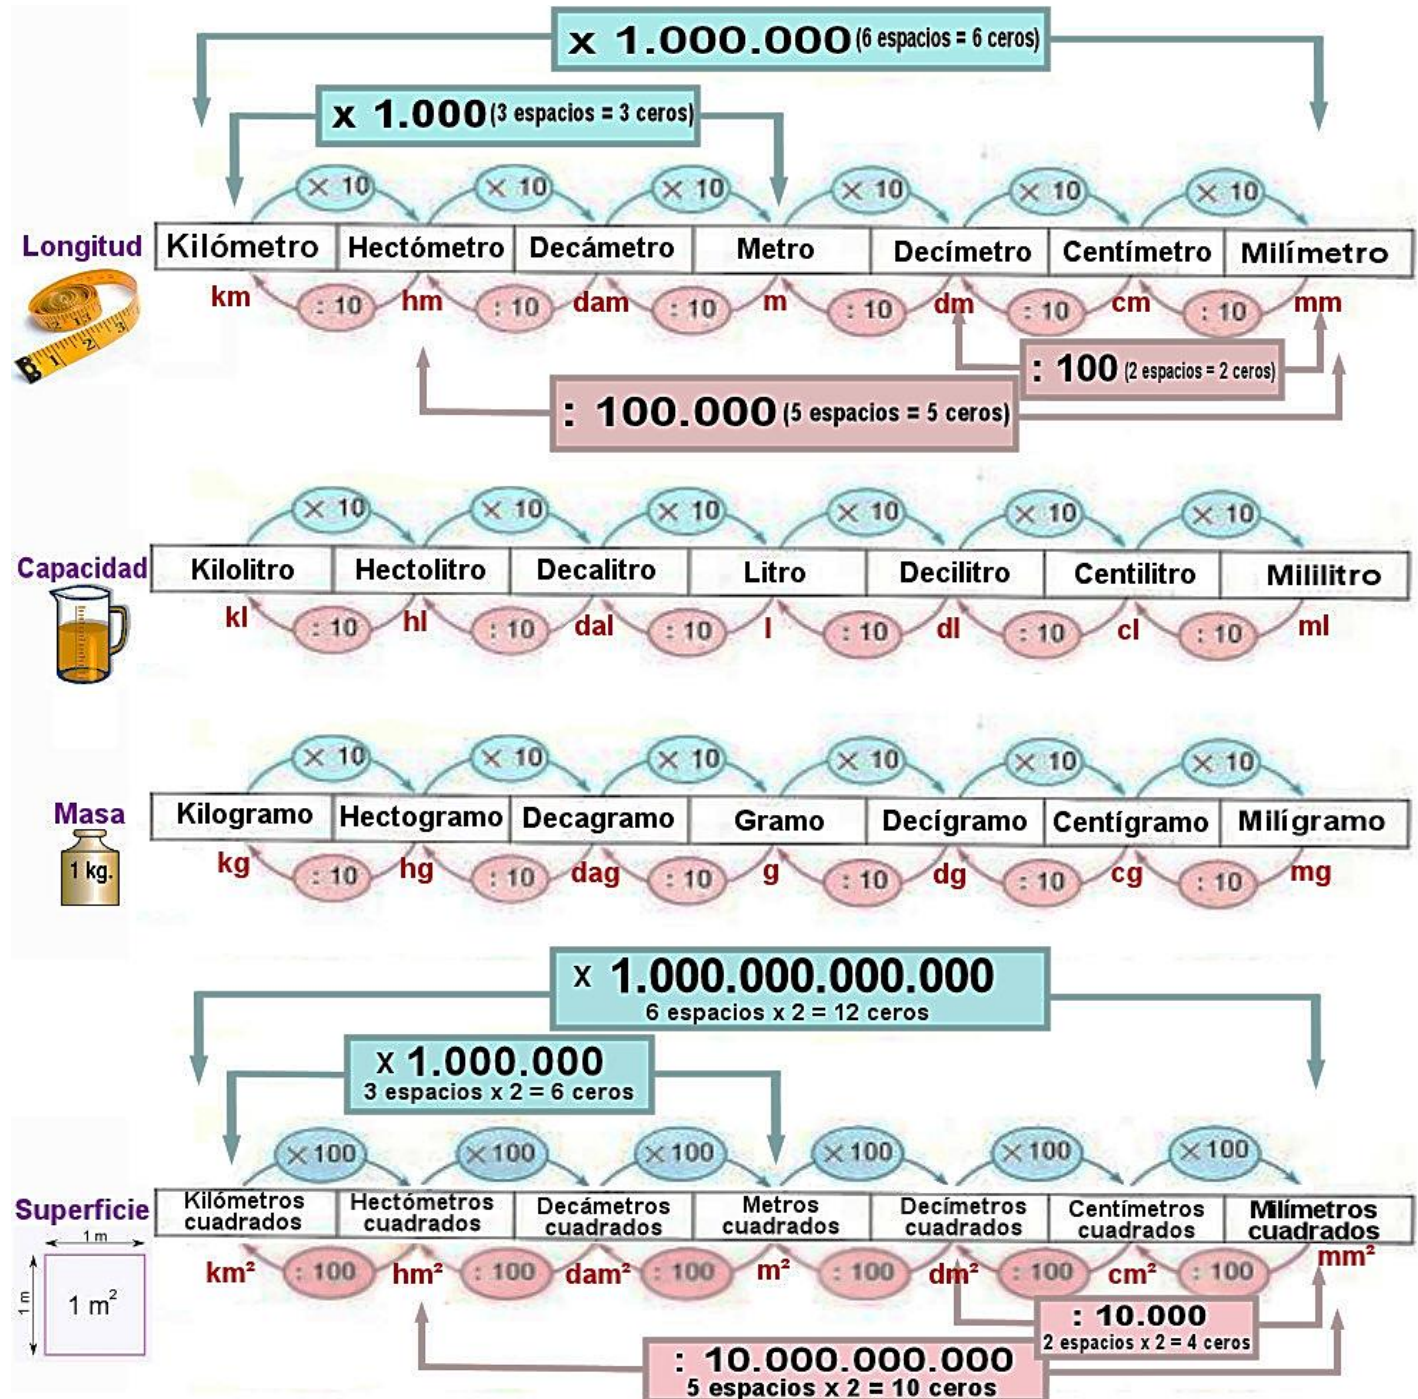 x 1.000.000 (6 espacios = 6 ceros)
x 1.000 (3 espacios = 3 ceros)
× 10 × 10 × 10 × 10 × 10 × 10
Longitud
Kilómetro Hectómetro Decámetro Metro Decímetro Centímetro Milímetro
km : 10 hm : 10 dam : 10 m : 10 dm : 10 cm : 10 mm
: 100 (2 espacios = 2 ceros)
: 100.000 (5 espacios = 5 ceros)
× 10 × 10 × 10 × 10 × 10 × 10
Capacidad
Kilolitro Hectolitro Decalitro Litro Decilitro Centilitro Mililitro
kl : 10 hl : 10 dal : 10 l : 10 dl : 10 cl : 10 ml
× 10 × 10 × 10 × 10 × 10 × 10
Masa
Kilogramo Hectogramo Decagramo Gramo Decígramo Centígramo Milígramo
1 kg.
kg : 10 hg : 10 dag : 10 g : 10 dg : 10 cg : 10 mg
x 1.000.000.000.000
6 espacios x 2 = 12 ceros
x 1.000.000
3 espacios x 2 = 6 ceros
×100 ×100 ×100 ×100 ×100 ×100
Superficie
Kilómetros cuadrados Hectómetros cuadrados Decámetros cuadrados Metros cuadrados Decímetros cuadrados Centímetros cuadrados Milímetros cuadrados
1 m
1 m
1 m²
km² : 100 hm² : 100 dam² : 100 m² : 100 dm² : 100 cm² : 100 mm²
: 10.000
2 espacios x 2 = 4 ceros
: 10.000.000.000
5 espacios x 2 = 10 ceros